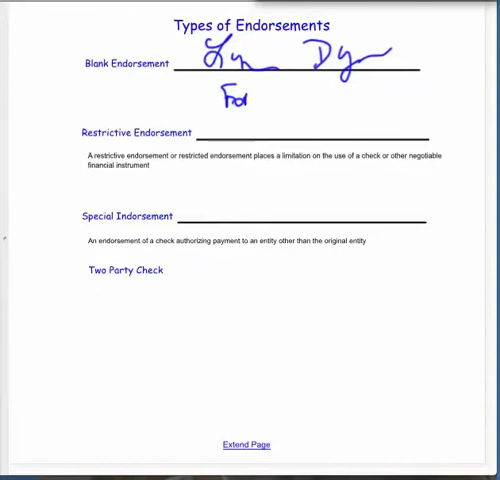 Types of Endorsements
Blank Endorsement
For
Restrictive Endorsement
A restrictive endorsement or restricted endorsement places a limitation on the use of a check or other negotiable
financial instrument
Special Indorsement
An endorsement of a check authorizing payment to an entity other than the original entity
Two Party Check
Extend Page